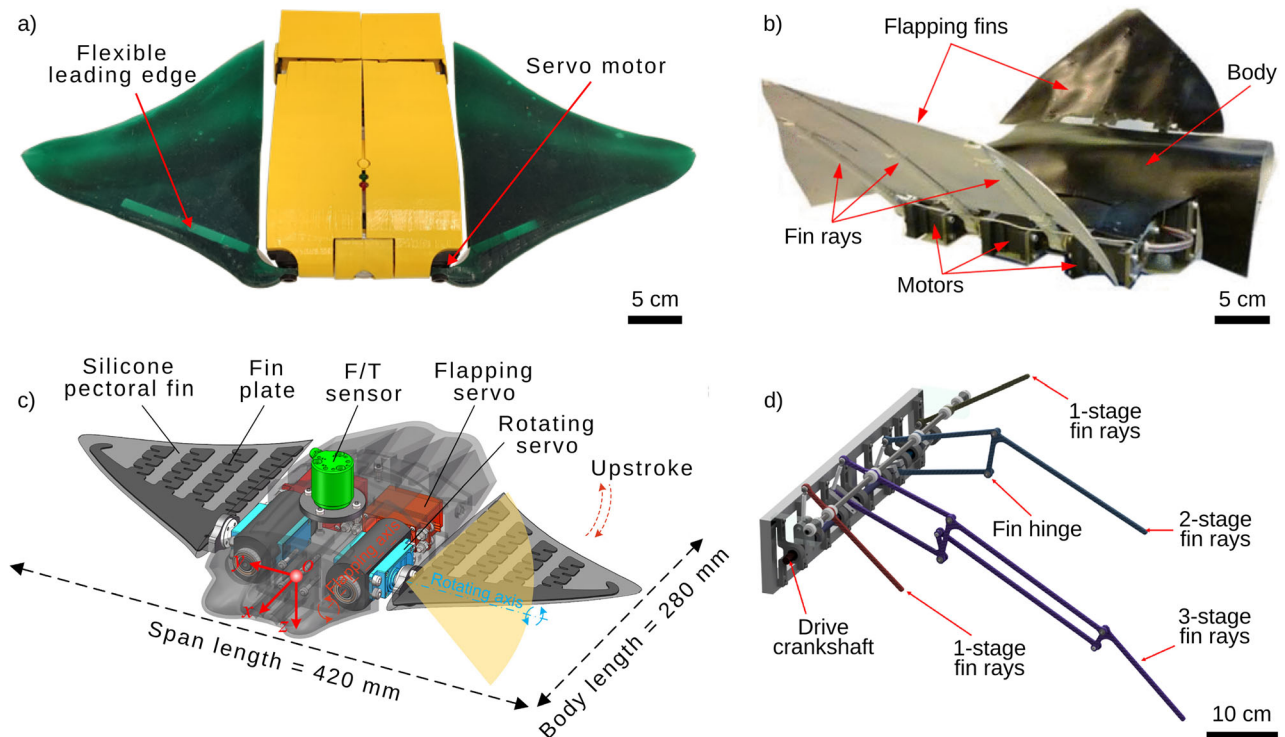 a)
Flexible
leading edge
Servo motor
5 cm
b)
Flapping fins
Body
Fin rays
Motors
5 cm
c)
Silicone
pectoral fin
Fin
plate
F/T
sensor
Flapping
servo
Rotating
servo
Upstroke
Flapping axis
Rotating axis
Y
O
X
Z
Span length = 420 mm
Body length = 280 mm
d)
1-stage
fin rays
Fin hinge
2-stage
fin rays
Drive
crankshaft
1-stage
fin rays
3-stage
fin rays
10 cm